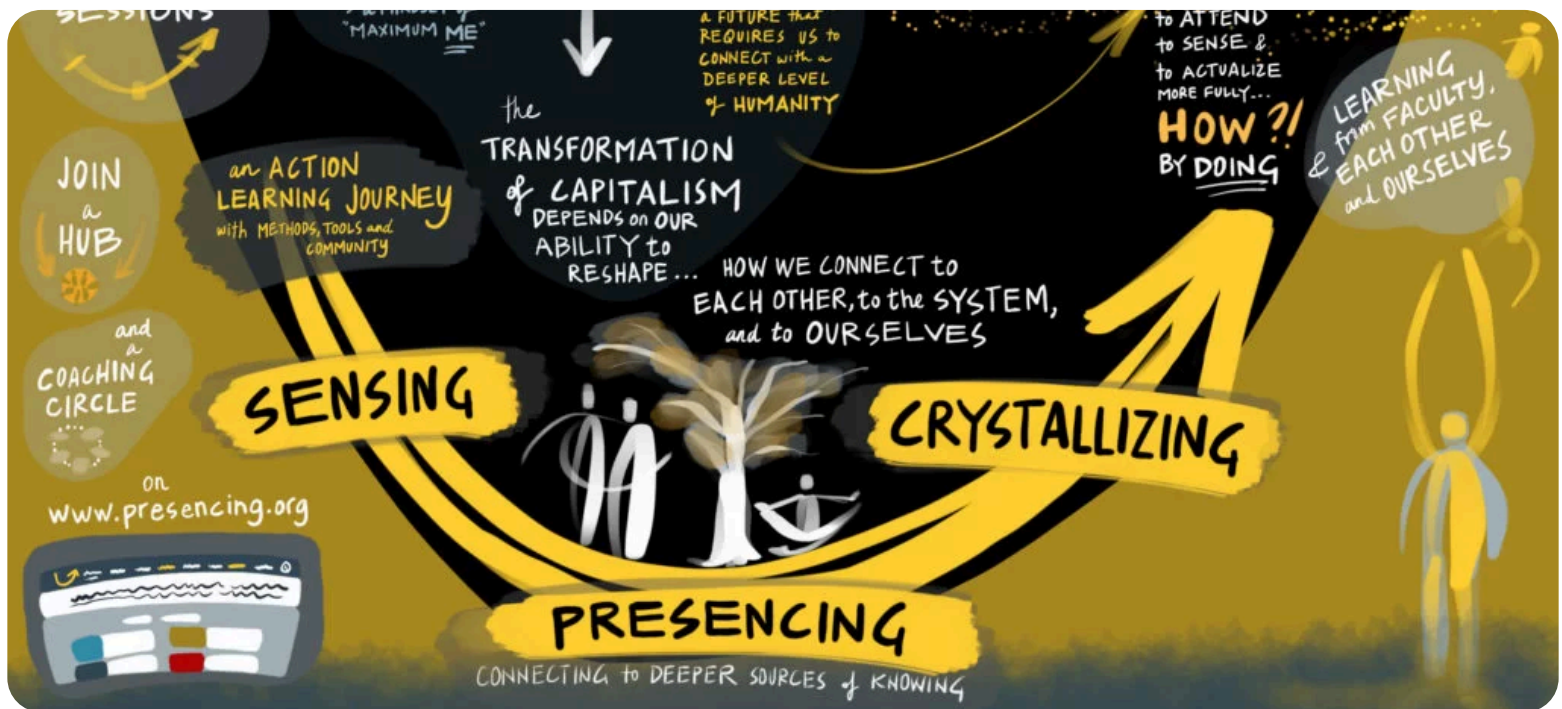 SESSIONS
JOIN
a
HUB
and
a
COACHING
CIRCLE
on
www.presencing.org
an ACTION
LEARNING JOURNEY
with METHODS, TOOLS and
COMMUNITY
"MAXIMUM ME"
the
TRANSFORMATION
of CAPITALISM
DEPENDS on OUR
ABILITY to
RESHAPE...
HOW WE CONNECT to
EACH OTHER, to the SYSTEM,
and to OURSELVES
a FUTURE that
REQUIRES US to
CONNECT with a
DEEPER LEVEL
of HUMANITY
to ATTEND
to SENSE &
to ACTUALIZE
MORE FULLY...
HOW?!
BY DOING
LEARNING
from FACULTY,
& EACH OTHER
and OURSELVES
SENSING
PRESENCING
CONNECTING to DEEPER SOURCES of KNOWING
CRYSTALLIZING